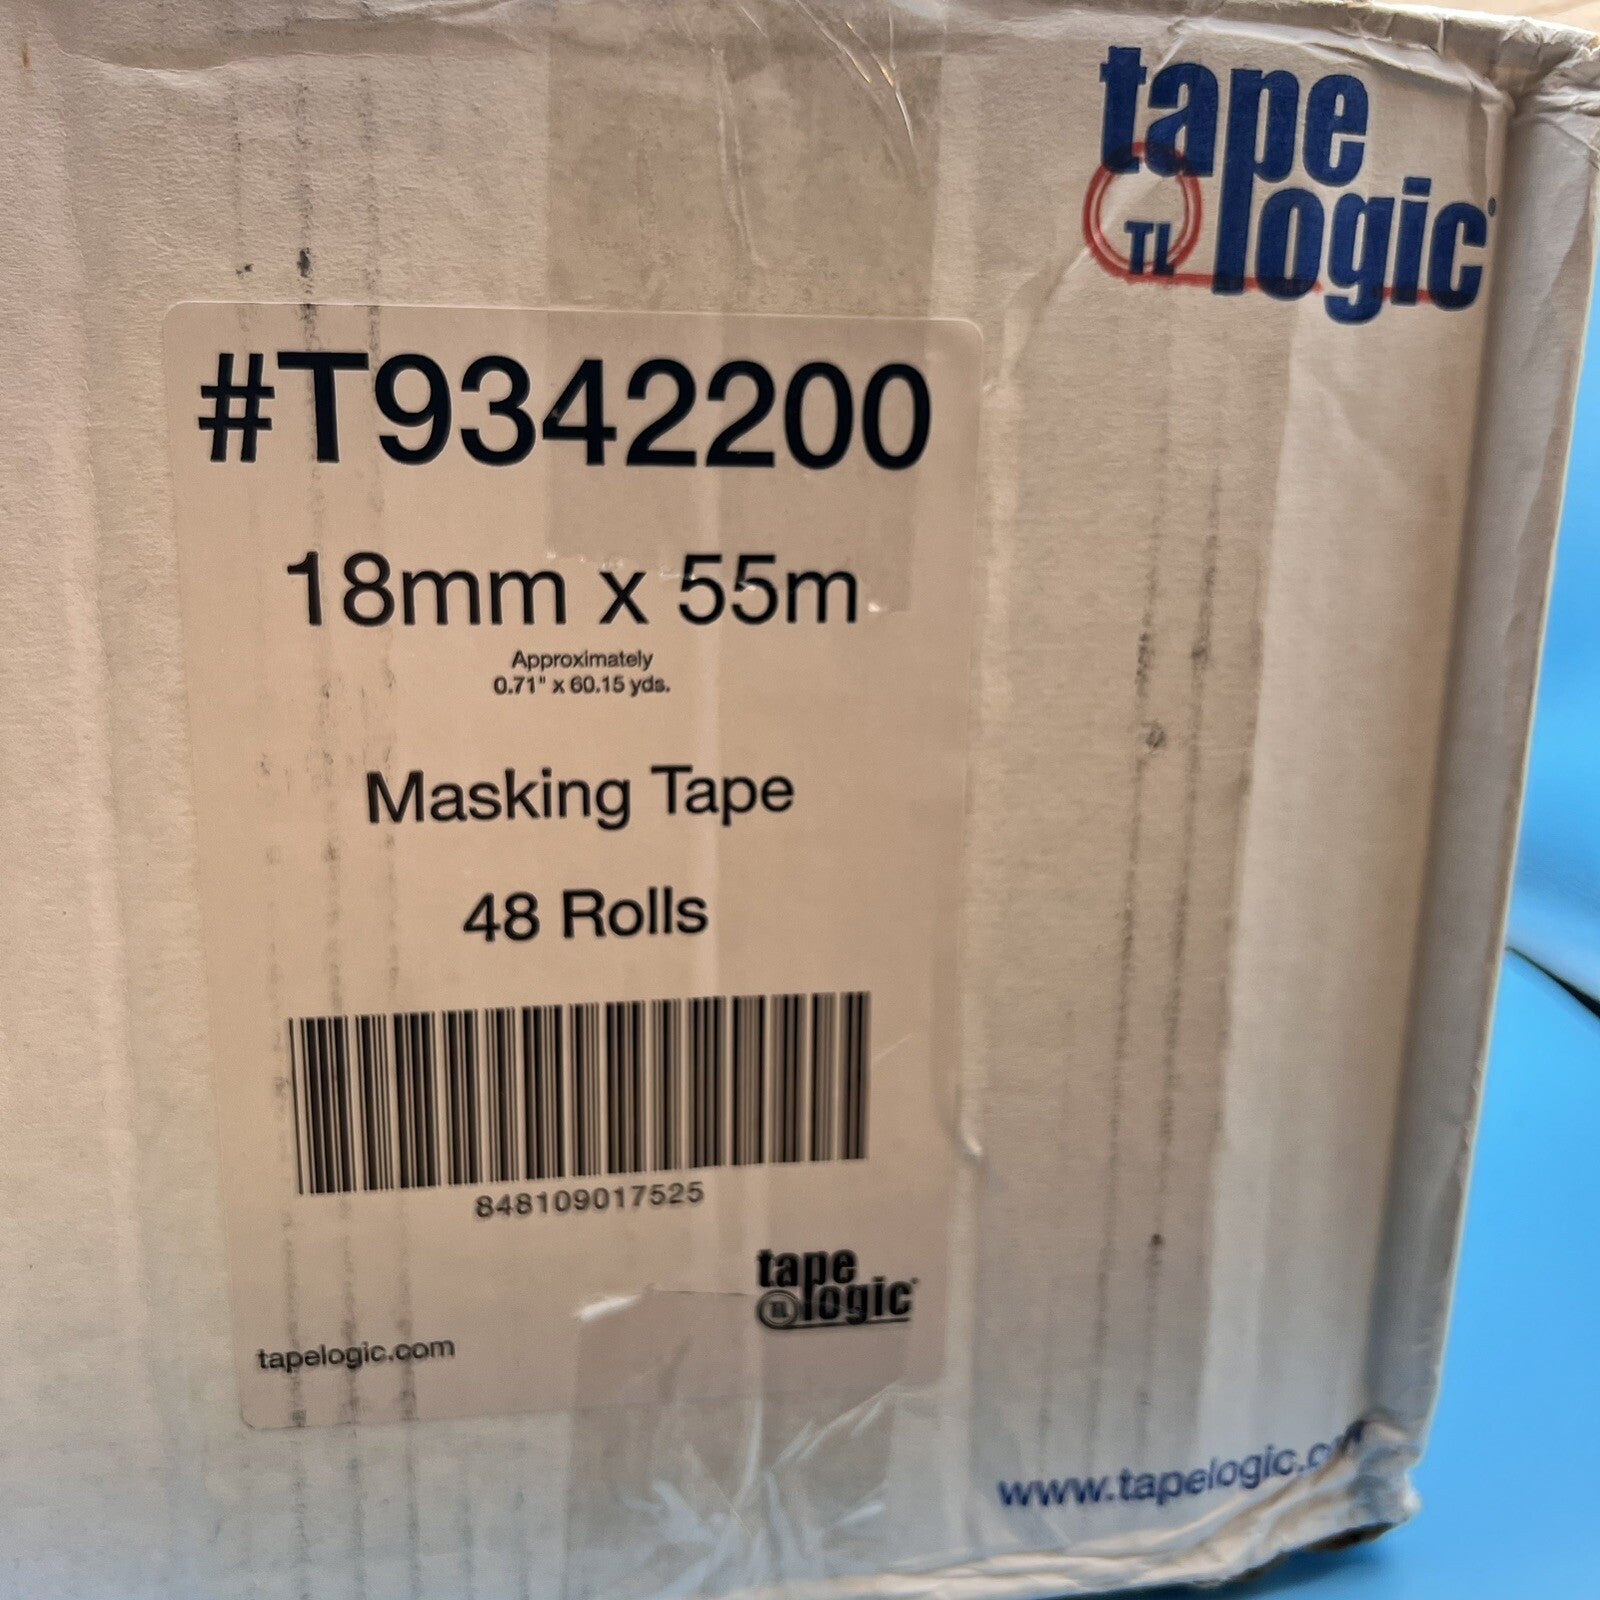 tape
logic®
TL
#T9342200
18mm x 55m
Approximately
0.71" x 60.15 yds.
Masking Tape
48 Rolls
848109017525
tape
TL logic®
tapelogic.com
www.tapelogic.c